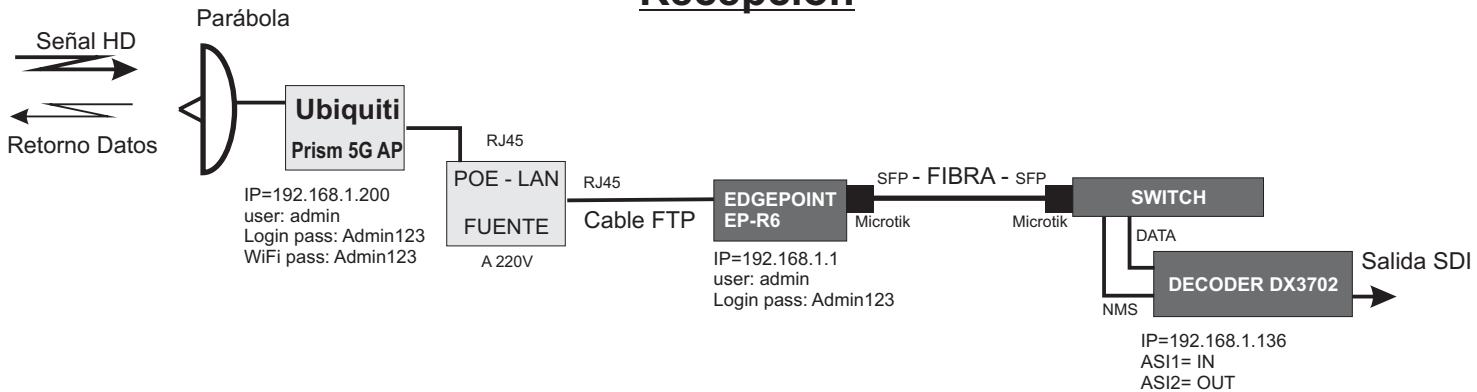 Recepción
Parábola
Señal HD
Retorno Datos
Ubiquiti
Prism 5G AP
IP=192.168.1.200
user: admin
Login pass: Admin123
WiFi pass: Admin123
RJ45
POE - LAN
FUENTE
A 220V
RJ45
Cable FTP
EDGEPOINT
EP-R6
IP=192.168.1.1
user: admin
Login pass: Admin123
SFP - FIBRA - SFP
Microtik
Microtik
SWITCH
DATA
NMS
DECODER DX3702
Salida SDI
IP=192.168.1.136
ASI1= IN
ASI2= OUT